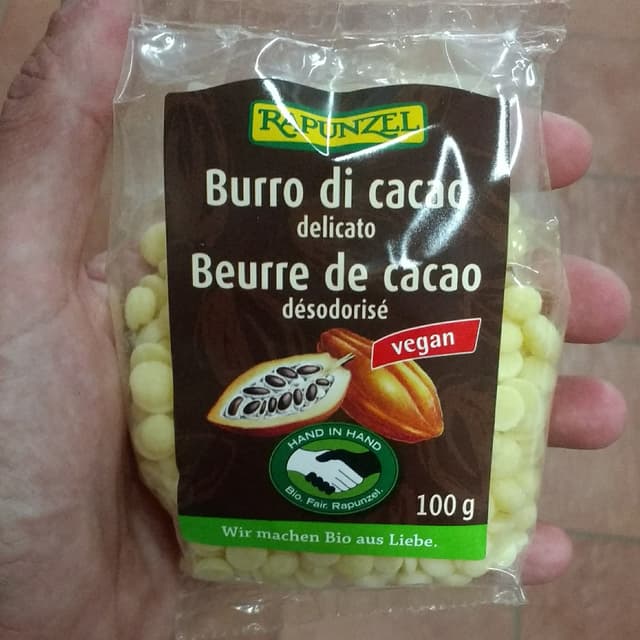 RAPUNZEL
Burro di cacao
delicato
Beurre de cacao
désodorisé
vegan
HAND IN HAND
Bio. Fair. Rapunzel.
100 g
Wir machen Bio aus Liebe.